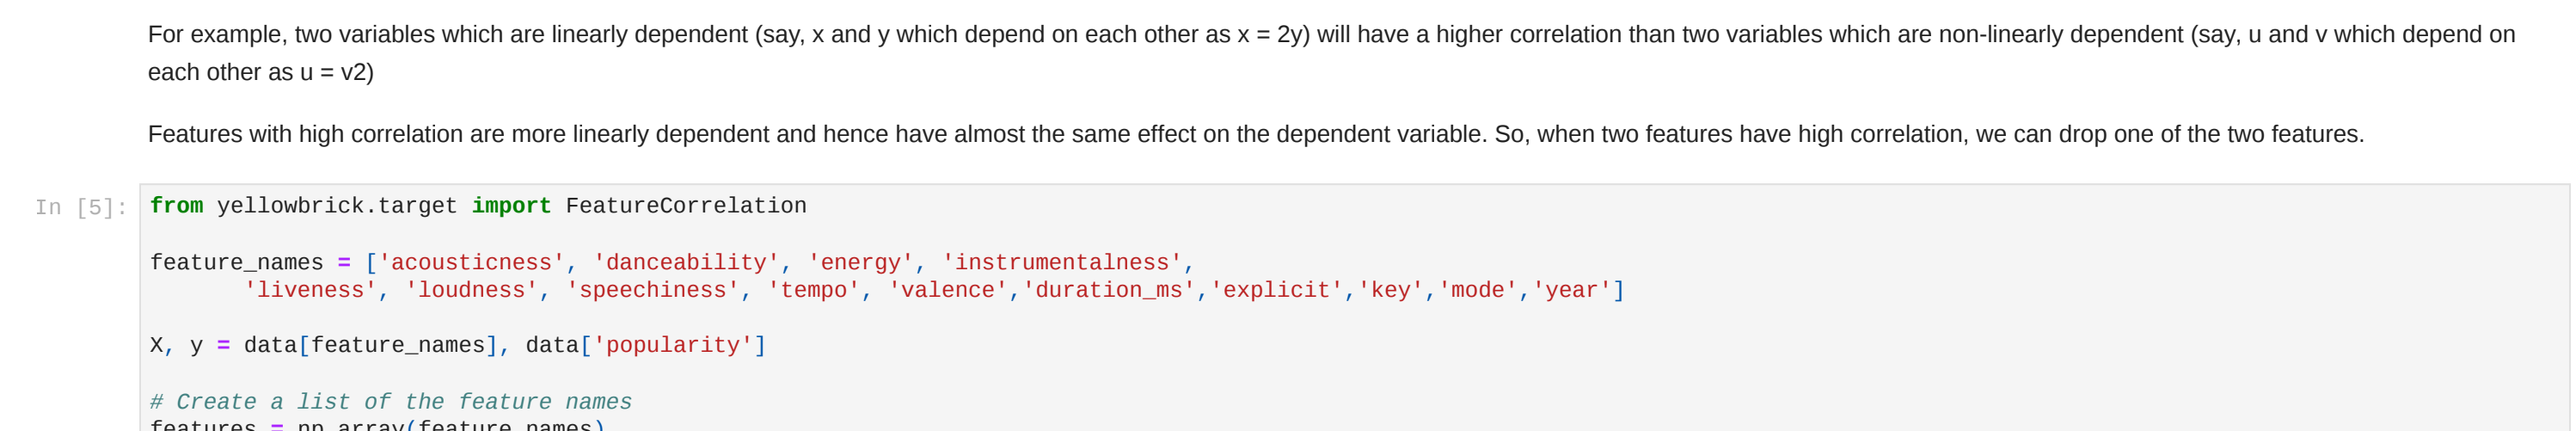 For example, two variables which are linearly dependent (say, x and y which depend on each other as x = 2y) will have a higher correlation than two variables which are non-linearly dependent (say, u and v which depend on
each other as u = v2)
Features with high correlation are more linearly dependent and hence have almost the same effect on the dependent variable. So, when two features have high correlation, we can drop one of the two features.
In [5]:
from yellowbrick.target import FeatureCorrelation
feature_names = ['acousticness', 'danceability', 'energy', 'instrumentalness',
       'liveness', 'loudness', 'speechiness', 'tempo', 'valence','duration_ms','explicit','key','mode','year']
X, y = data[feature_names], data['popularity']
# Create a list of the feature names
features = np.array(feature_names)